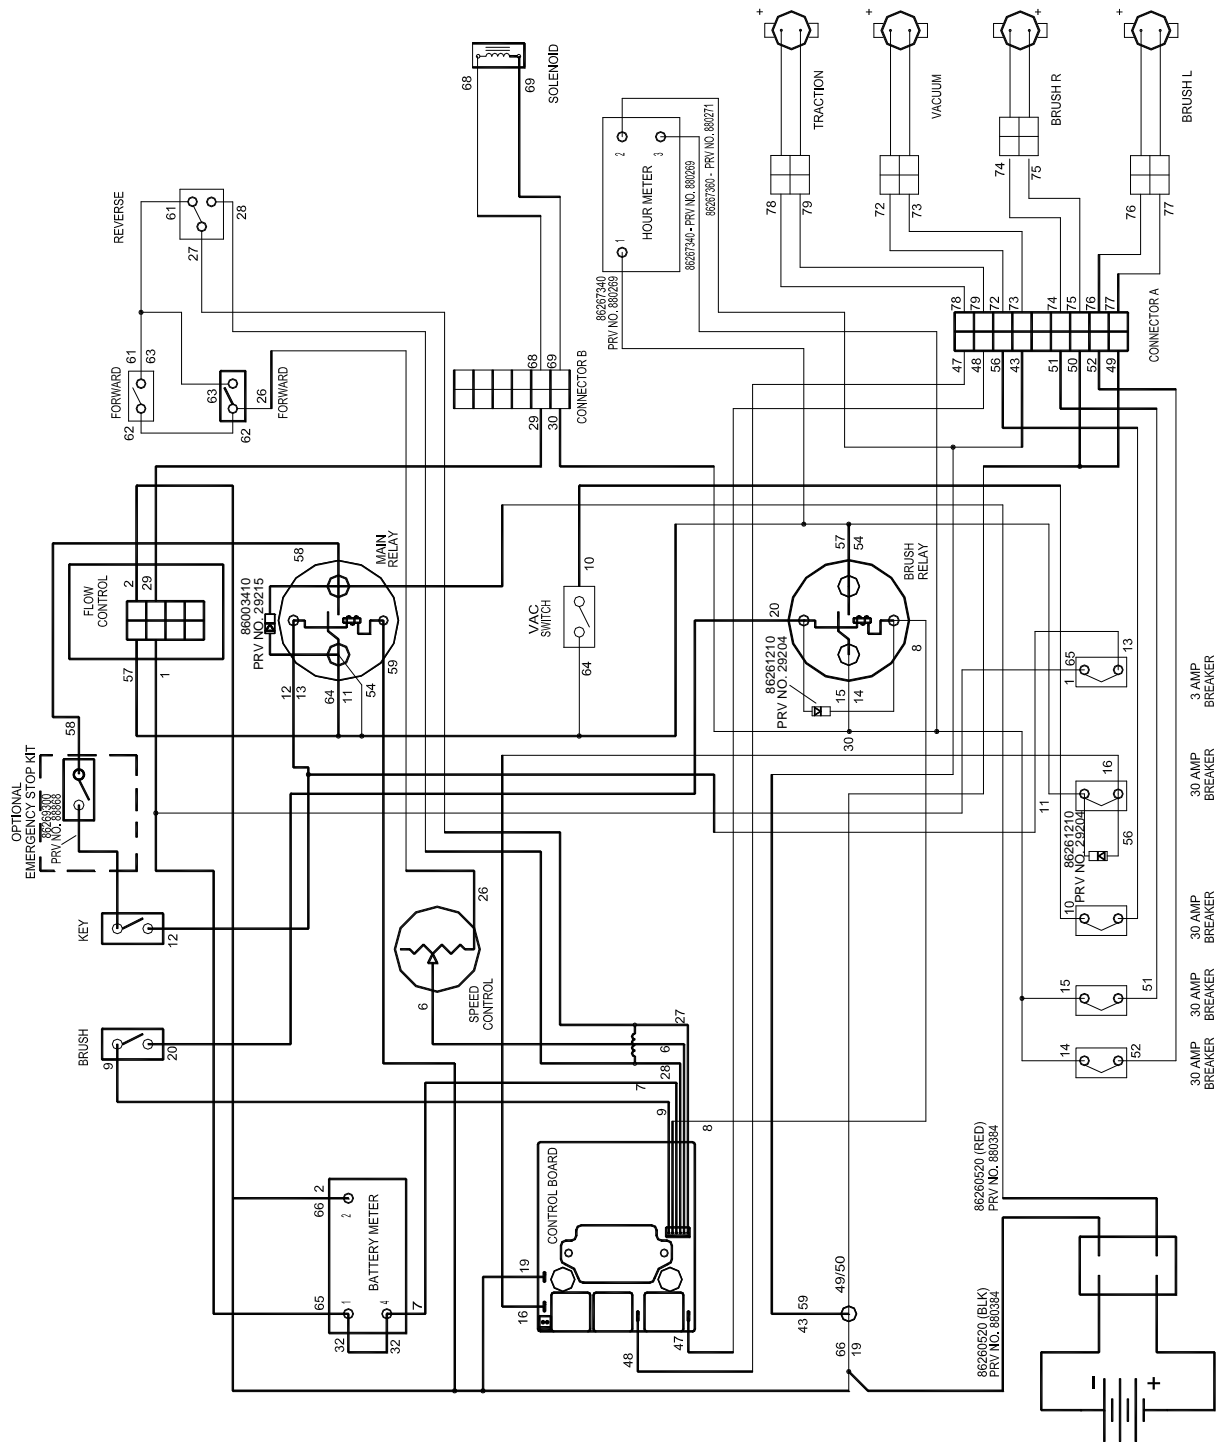 68
69
SOLENOID
+
+
+
+
TRACTION
VACUUM
BRUSH R
BRUSH L
78
79
72
73
74
75
76
77
REVERSE
61
28
27
HOUR METER
1
2
3
86267340
PRV NO. 880269
86267340 - PRV NO. 880269
86267360 - PRV NO. 880271
FORWARD
61
63
62
63
26
62
FORWARD
68
69
29
30
CONNECTOR B
78
79
72
73
74
75
76
77
47
48
56
43
51
50
52
49
CONNECTOR A
FLOW
CONTROL
2
29
57
1
58
MAIN
RELAY
86003410
PRV NO. 29215
12
13
64
11
54
59
VAC
SWITCH
10
64
BRUSH
RELAY
57
54
20
8
86261210
PRV NO. 29204
15
14
30
OPTIONAL
EMERGENCY STOP KIT
86269300
PRV NO. 88868
58
KEY
12
BRUSH
9
20
SPEED
CONTROL
26
6
13
1
65
3 AMP
BREAKER
16
11
86261210
PRV NO. 29204
56
30 AMP
BREAKER
10
30 AMP
BREAKER
15
51
30 AMP
BREAKER
14
52
30 AMP
BREAKER
27
6
28
7
9
8
BATTERY METER
66
2
2
65
1
4
7
32
32
CONTROL BOARD
19
16
48
47
43
59
49/50
66
19
86260520 (RED)
PRV NO. 880384
86260520 (BLK)
PRV NO. 880384
-
+